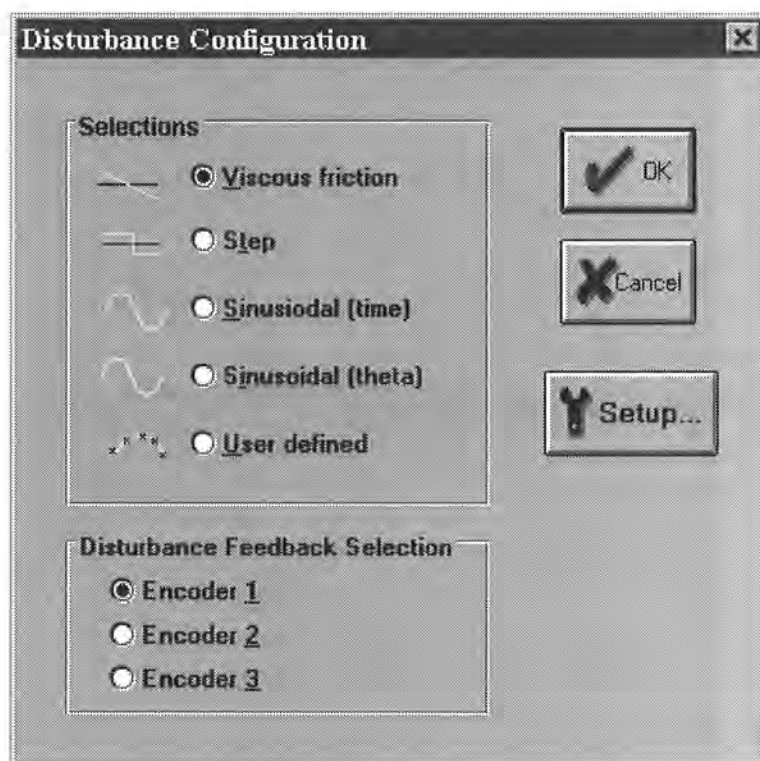 Disturbance Configuration
Selections
Viscous friction
Step
Sinusiodal (time)
Sinusoidal (theta)
User defined
OK
Cancel
Setup...
Disturbance Feedback Selection
Encoder 1
Encoder 2
Encoder 3